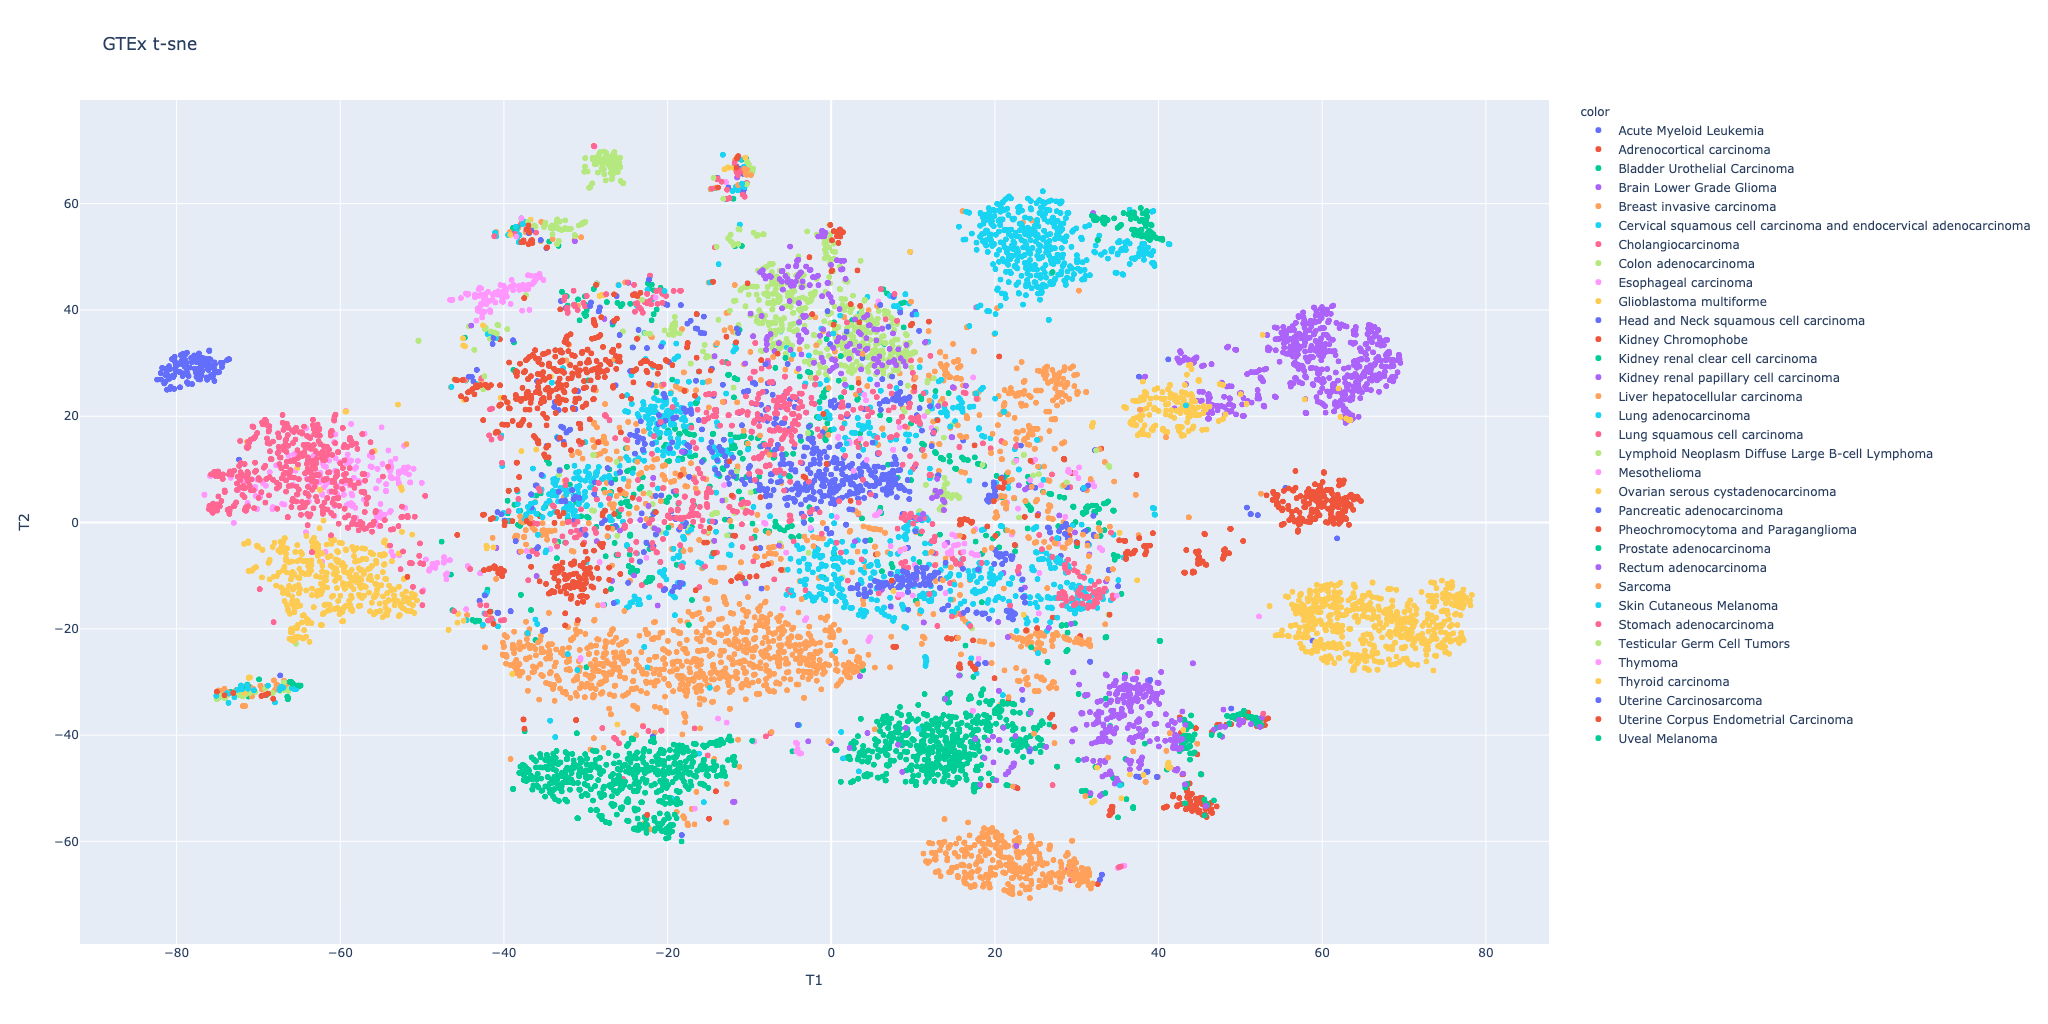 GTEx t-sne
color
Acute Myeloid Leukemia
Adrenocortical carcinoma
Bladder Urothelial Carcinoma
Brain Lower Grade Glioma
Breast invasive carcinoma
Cervical squamous cell carcinoma and endocervical adenocarcinoma
Cholangiocarcinoma
Colon adenocarcinoma
Esophageal carcinoma
Glioblastoma multiforme
Head and Neck squamous cell carcinoma
Kidney Chromophobe
Kidney renal clear cell carcinoma
Kidney renal papillary cell carcinoma
Liver hepatocellular carcinoma
Lung adenocarcinoma
Lung squamous cell carcinoma
Lymphoid Neoplasm Diffuse Large B-cell Lymphoma
Mesothelioma
Ovarian serous cystadenocarcinoma
Pancreatic adenocarcinoma
Pheochromocytoma and Paraganglioma
Prostate adenocarcinoma
Rectum adenocarcinoma
Sarcoma
Skin Cutaneous Melanoma
Stomach adenocarcinoma
Testicular Germ Cell Tumors
Thymoma
Thyroid carcinoma
Uterine Carcinosarcoma
Uterine Corpus Endometrial Carcinoma
Uveal Melanoma
60
40
20
0
−20
−40
−60
T2
−80 −60 −40 −20 0 20 40 60 80
T1